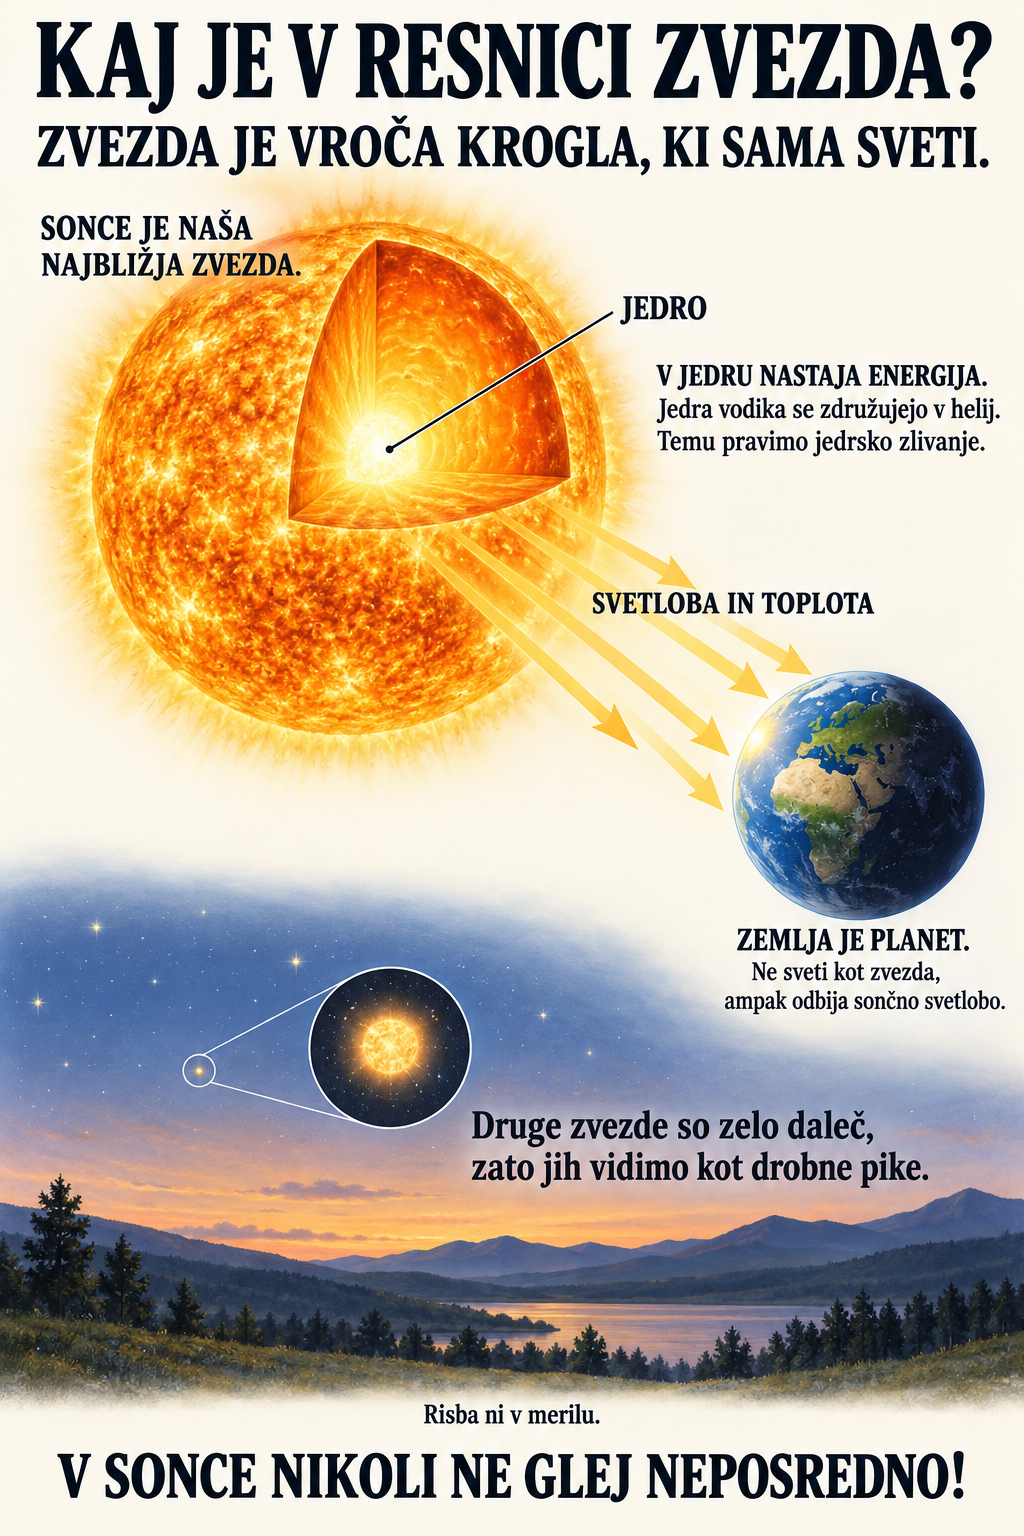 KAJ JE V RESNICI ZVEZDA?
ZVEZDA JE VROČA KROGLA, KI SAMA SVETI.
SONCE JE NAŠA
NAJBLIŽJA ZVEZDA.
JEDRO
V JEDRU NASTAJA ENERGIJA.
Jedra vodika se združujejo v helij.
Temu pravimo jedrsko zlivanje.
SVETLOBA IN TOPLOTA
ZEMLJA JE PLANET.
Ne sveti kot zvezda,
ampak odbija sončno svetlobo.
Druge zvezde so zelo daleč,
zato jih vidimo kot drobne pike.
Risba ni v merilu.
V SONCE NIKOLI NE GLEJ NEPOSREDNO!